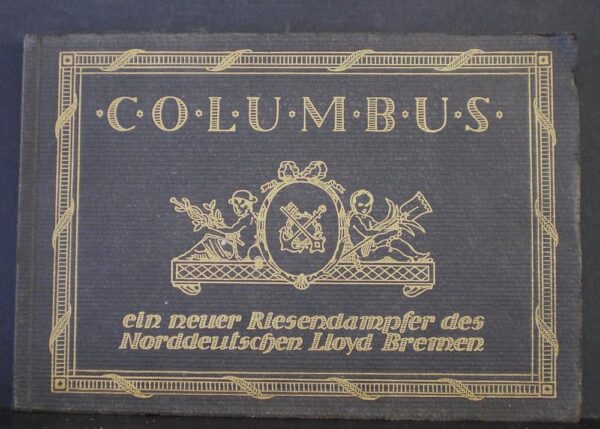 ·C·O·L·U·M·B·U·S·
ein neuer Riesendampfer des
Norddeutschen Lloyd Bremen